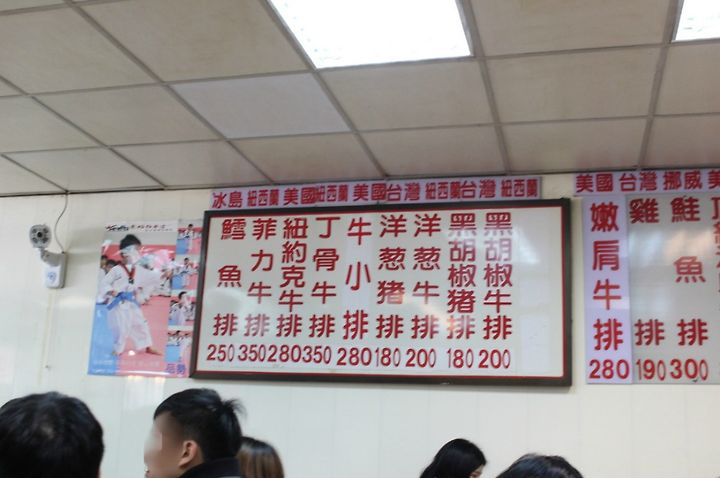 冰島 紐西蘭 美國 紐西蘭 美國 台灣 紐西蘭 台灣 紐西蘭
鱈魚排 250
菲力牛排 350
紐約克牛排 280
丁骨牛排 350
牛小排 280
洋葱豬排 180
洋葱牛排 200
黑胡椒豬排 180
黑胡椒牛排 200
美國 台灣 挪威 美
嫩肩牛排 280
雞排 190
鮭魚排 300